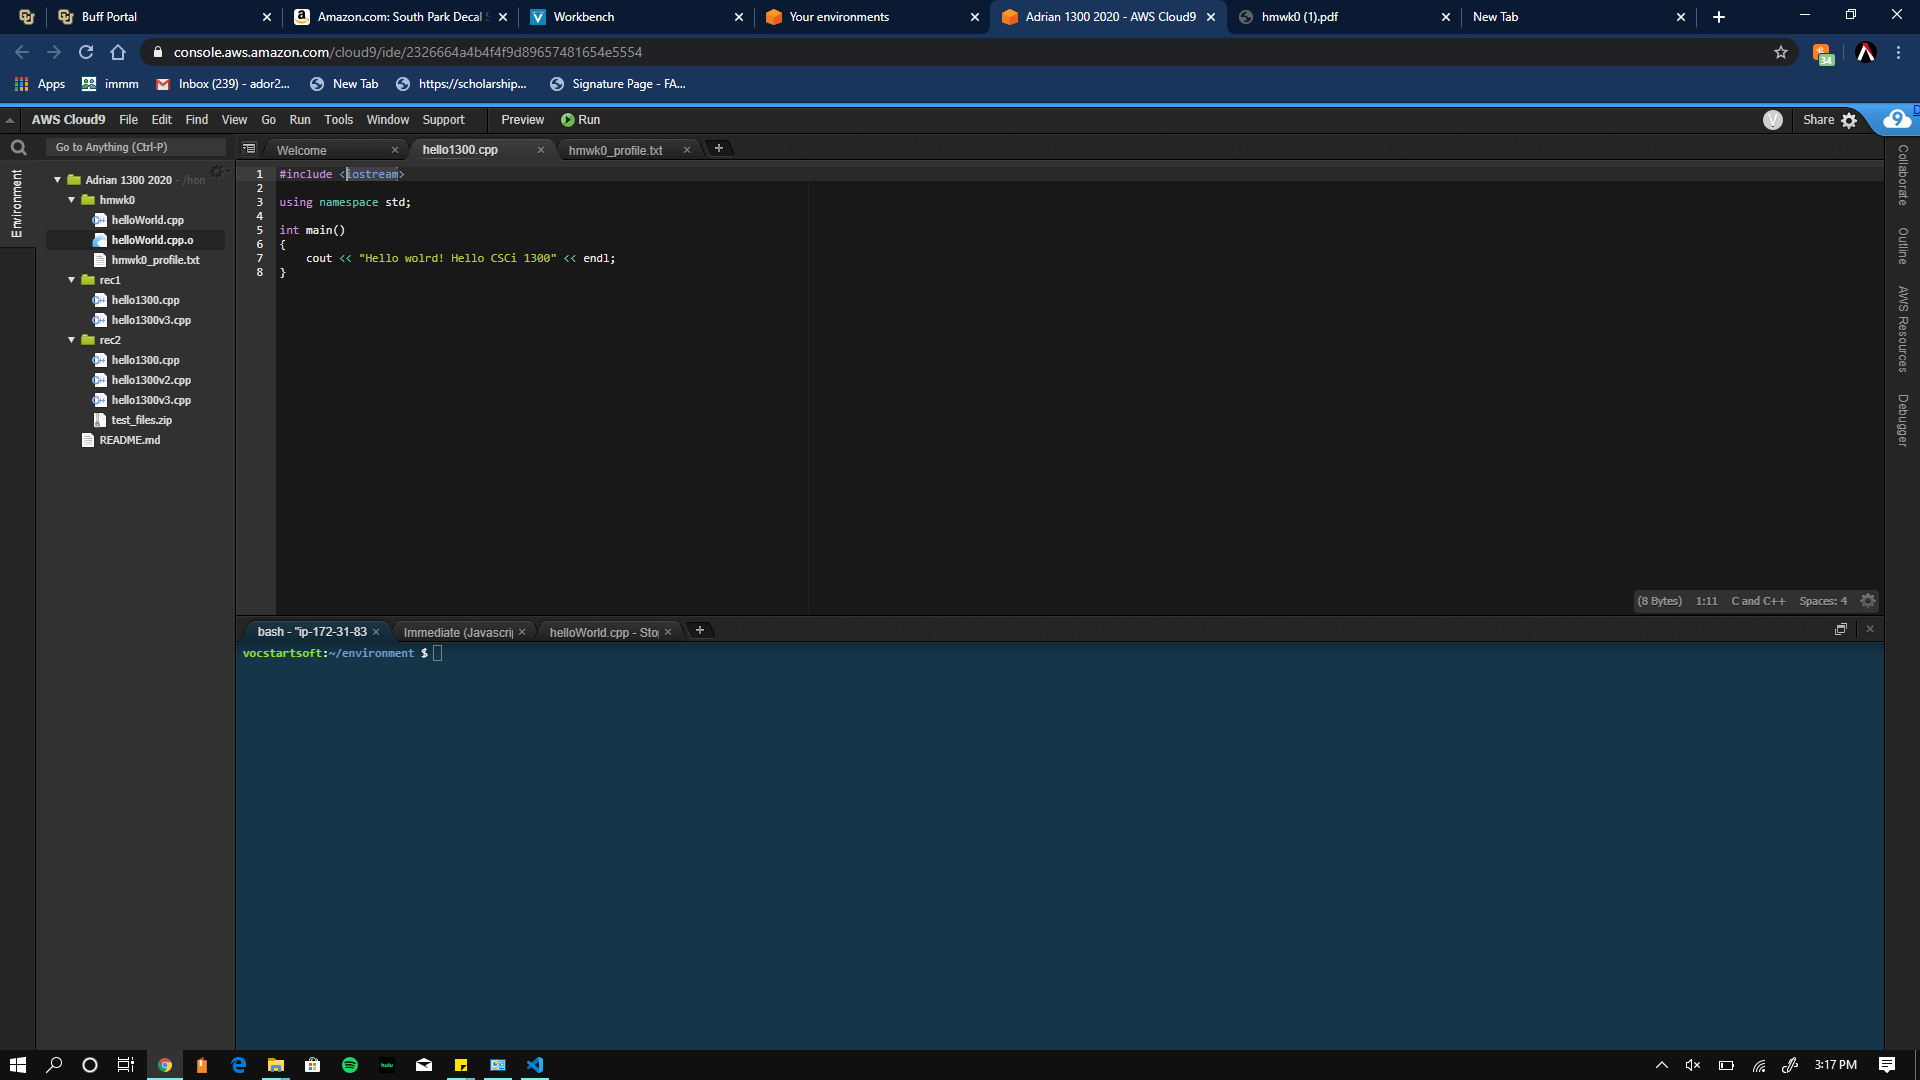 Buff Portal
Amazon.com: South Park Decal S
Workbench
Your environments
Adrian 1300 2020 - AWS Cloud9
hmwk0 (1).pdf
New Tab
console.aws.amazon.com/cloud9/ide/2326664a4b4f4f9d89657481654e5554
34
Apps
immm
Inbox (239) - ador2...
New Tab
https://scholarship...
Signature Page - FA...
AWS Cloud9 File Edit Find View Go Run Tools Window Support Preview Run
V
Share
9
Go to Anything (Ctrl-P)
Welcome
hello1300.cpp
hmwk0_profile.txt
Environment
Adrian 1300 2020 - /hon
hmwk0
helloWorld.cpp
helloWorld.cpp.o
hmwk0_profile.txt
rec1
hello1300.cpp
hello1300v3.cpp
rec2
hello1300.cpp
hello1300v2.cpp
hello1300v3.cpp
test_files.zip
README.md
1 #include <iostream>
2
3 using namespace std;
4
5 int main()
6 {
7 cout << "Hello wolrd! Hello CSCi 1300" << endl;
8 }
Collaborate
Outline
AWS Resources
Debugger
(8 Bytes) 1:11 C and C++ Spaces: 4
bash - "ip-172-31-83
Immediate (Javascri
helloWorld.cpp - Sto
vocstartsoft:~/environment $
hulu
3:17 PM